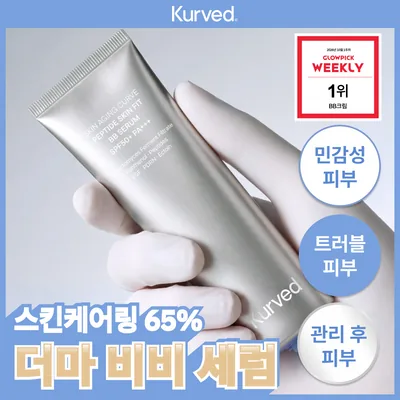 Kurved.
GLOWPICK
WEEKLY
1위
BB크림
SKIN AGING CURVE
PEPTIDE SKIN FIT
BB SERUM
SPF50+ PA+++
Kurved.
민감성
피부
트러블
피부
관리 후
피부
스킨케어링 65%
더마 비비 세럼